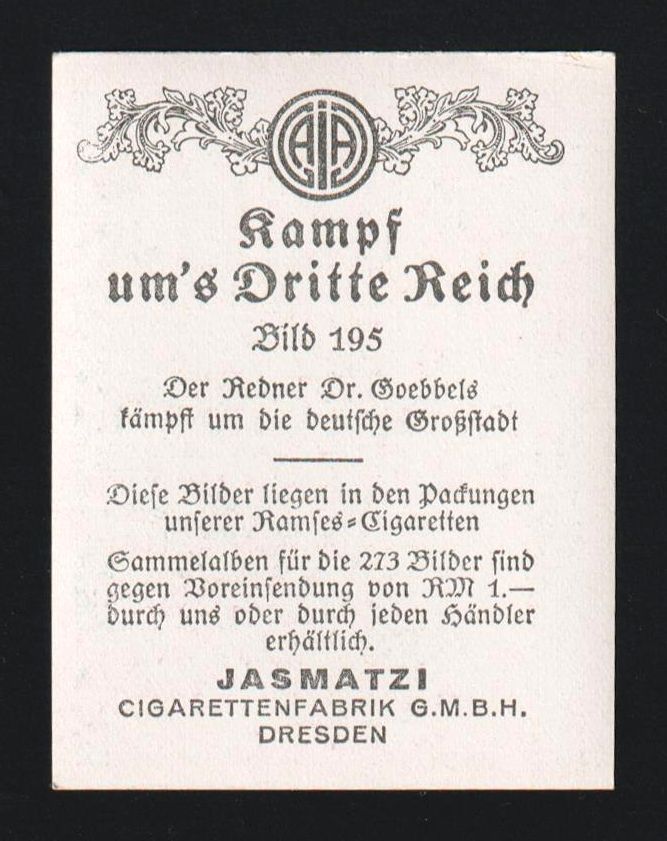 Kampf
um's Dritte Reich
Bild 195
Der Redner Dr. Goebbels
kämpft um die deutsche Großstadt
Diese Bilder liegen in den Packungen
unserer Ramses=Cigaretten
Sammelalben für die 273 Bilder sind
gegen Voreinsendung von RM 1.—
durch uns oder durch jeden Händler
erhältlich.
JASMATZI
CIGARETTENFABRIK G.M.B.H.
DRESDEN